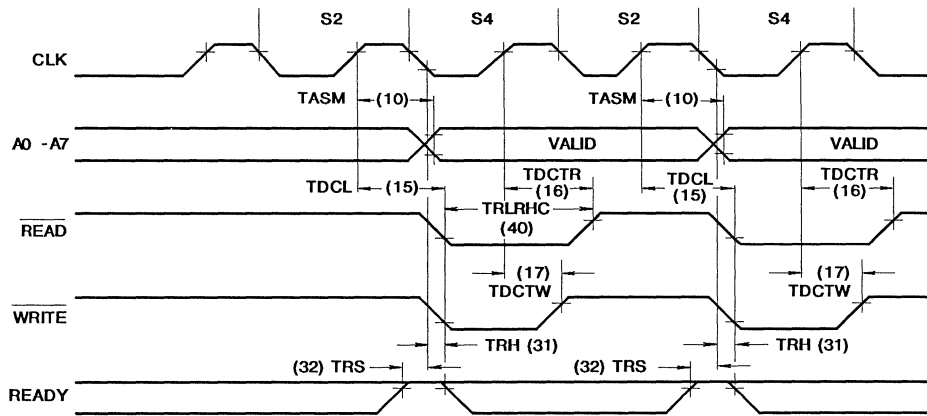 S2 S4 S2 S4
CLK
TASM (10) TASM (10)
A0 -A7 VALID VALID
TDCTR TDCTR
TDCL (15) (16) TDCL (16)
(15)
TRLRHC
READ (40)
(17) (17)
TDCTW TDCTW
WRITE
TRH (31) TRH (31)
(32) TRS (32) TRS
READY